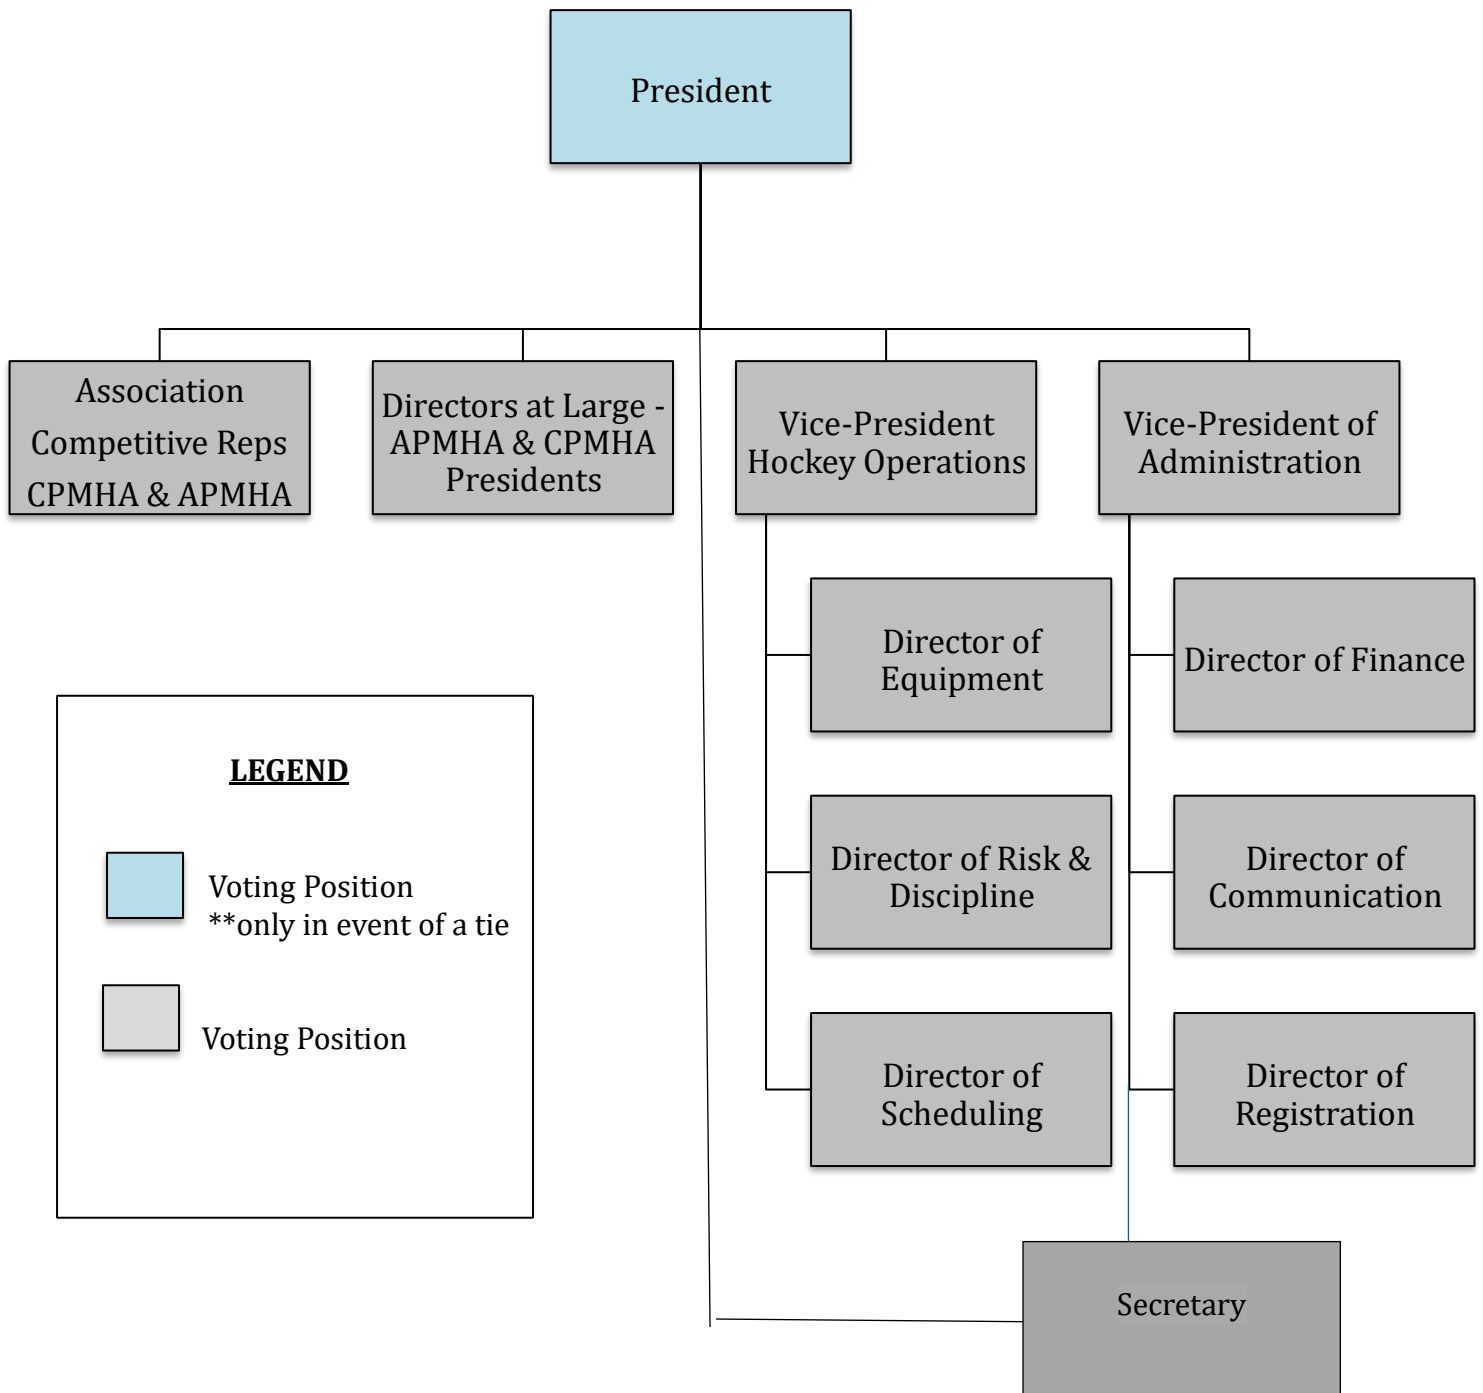 President
Association
Competitive Reps
CPMHA & APMHA
Directors at Large -
APMHA & CPMHA
Presidents
Vice-President
Hockey Operations
Vice-President of
Administration
Director of
Equipment
Director of Finance
LEGEND
Voting Position
**only in event of a tie
Voting Position
Director of Risk &
Discipline
Director of
Communication
Director of
Scheduling
Director of
Registration
Secretary